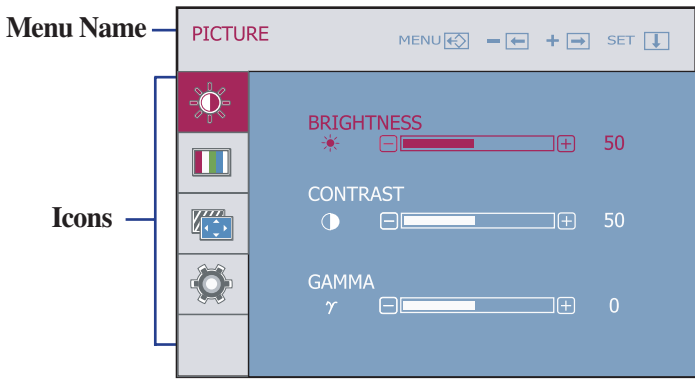 Menu Name
PICTURE MENU - + SET
BRIGHTNESS
50
CONTRAST
50
Icons
GAMMA
γ 0